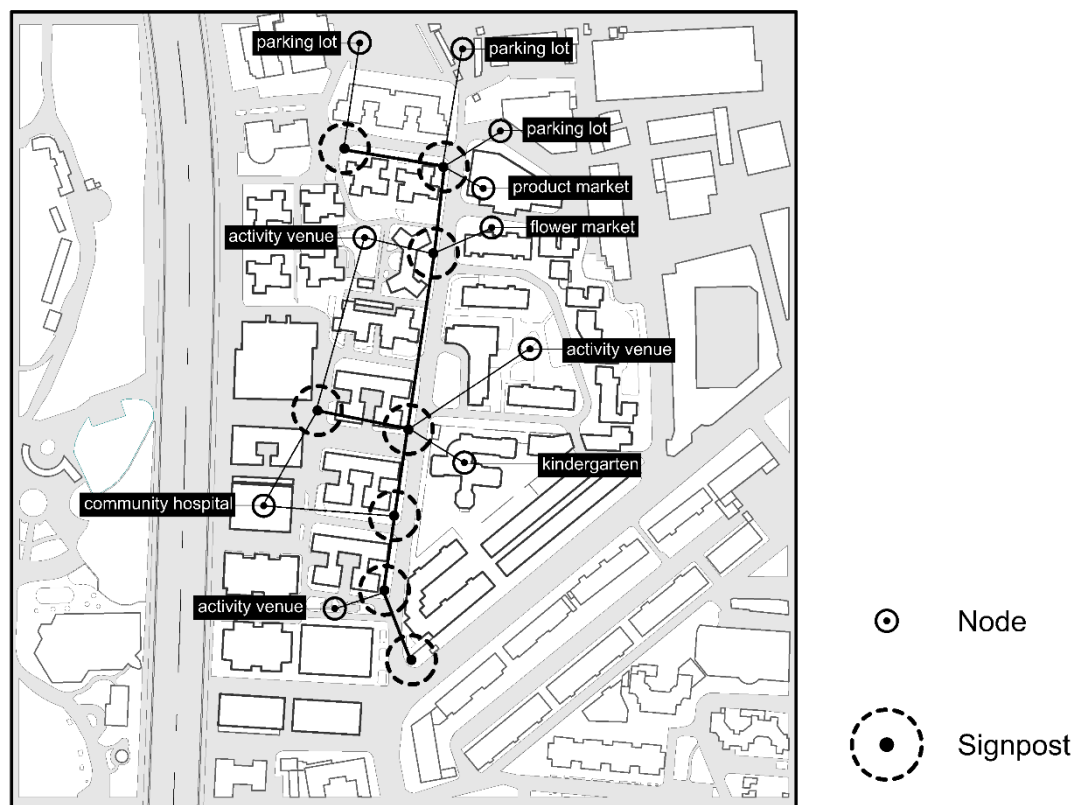 parking lot
parking lot
parking lot
product market
flower market
activity venue
activity venue
kindergarten
community hospital
activity venue
Node
Signpost